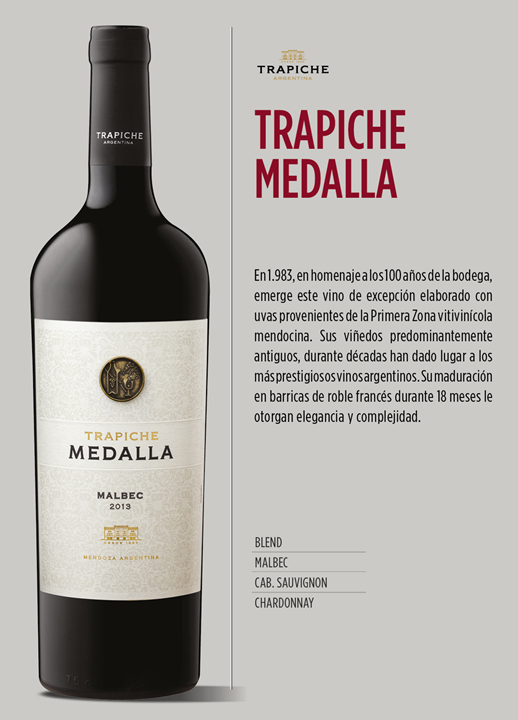 TRAPICHE
ARGENTINA
TRAPICHE
MEDALLA
MALBEC
2013
DESDE 1883
MENDOZA ARGENTINA
TRAPICHE
ARGENTINA
TRAPICHE
MEDALLA
En 1.983, en homenaje a los 100 años de la bodega,
emerge este vino de excepción elaborado con
uvas provenientes de la Primera Zona vitivinícola
mendocina. Sus viñedos predominantemente
antiguos, durante décadas han dado lugar a los
más prestigiosos vinos argentinos. Su maduración
en barricas de roble francés durante 18 meses le
otorgan elegancia y complejidad.
BLEND
MALBEC
CAB. SAUVIGNON
CHARDONNAY